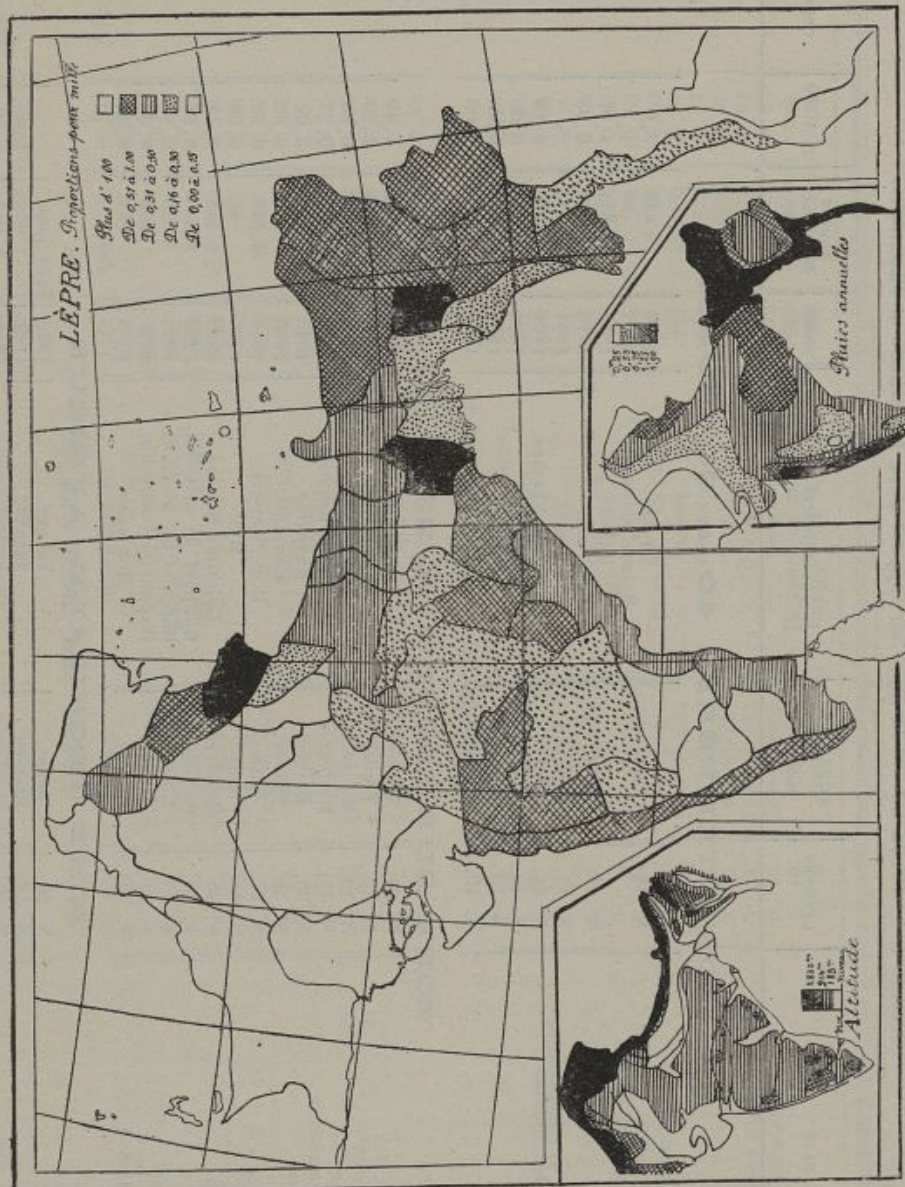 LÈPRE. Proportions pour mille
Plus d' 1.00
De 0,51 à 1.00
De 0,31 à 0,50
De 0,16 à 0,30
De 0,00 à 0.15
Pluies annuelles
Altitude